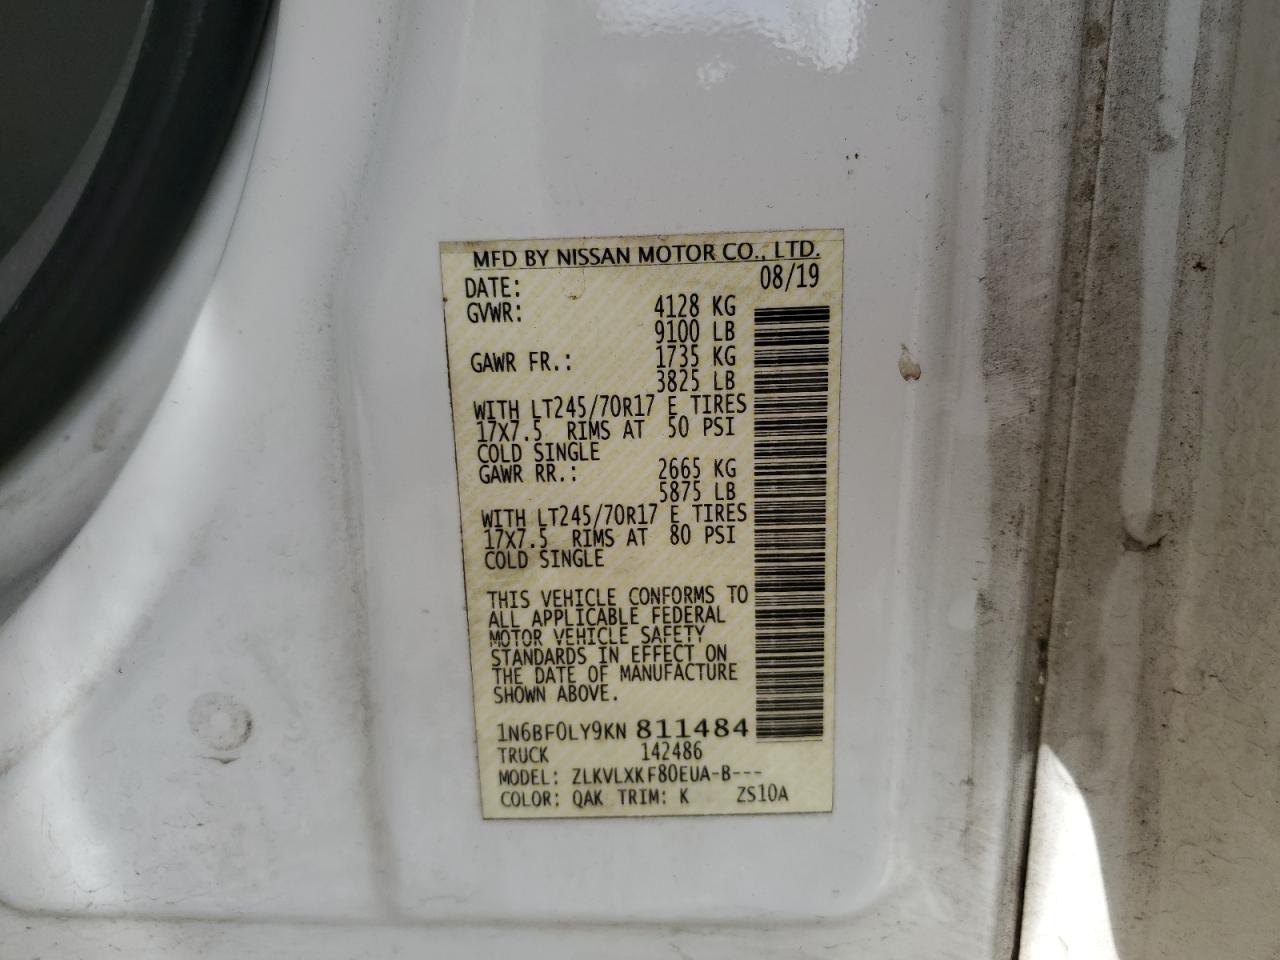 MFD BY NISSAN MOTOR CO., LTD.
DATE: 08/19
GVWR: 4128 KG
9100 LB
GAWR FR.: 1735 KG
3825 LB
WITH LT245/70R17 E TIRES
17X7.5 RIMS AT 50 PSI
COLD SINGLE
GAWR RR.: 2665 KG
5875 LB
WITH LT245/70R17 E TIRES
17X7.5 RIMS AT 80 PSI
COLD SINGLE
THIS VEHICLE CONFORMS TO
ALL APPLICABLE FEDERAL
MOTOR VEHICLE SAFETY
STANDARDS IN EFFECT ON
THE DATE OF MANUFACTURE
SHOWN ABOVE.
1N6BF0LY9KN 811484
TRUCK 142486
MODEL: ZLKVLXKF80EUA-B---
COLOR: QAK TRIM: K ZS10A